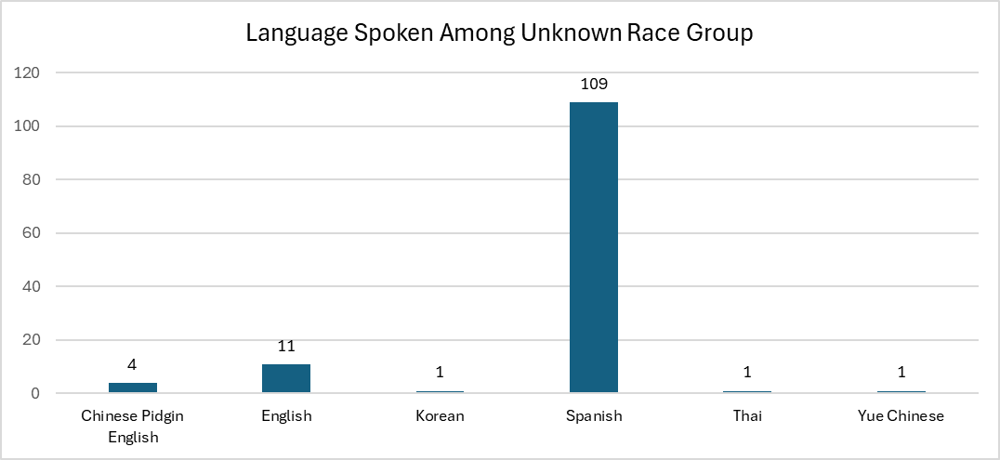 Language Spoken Among Unknown Race Group
120
100
80
60
40
20
0
4
11
1
109
1
1
Chinese Pidgin
English
English
Korean
Spanish
Thai
Yue Chinese